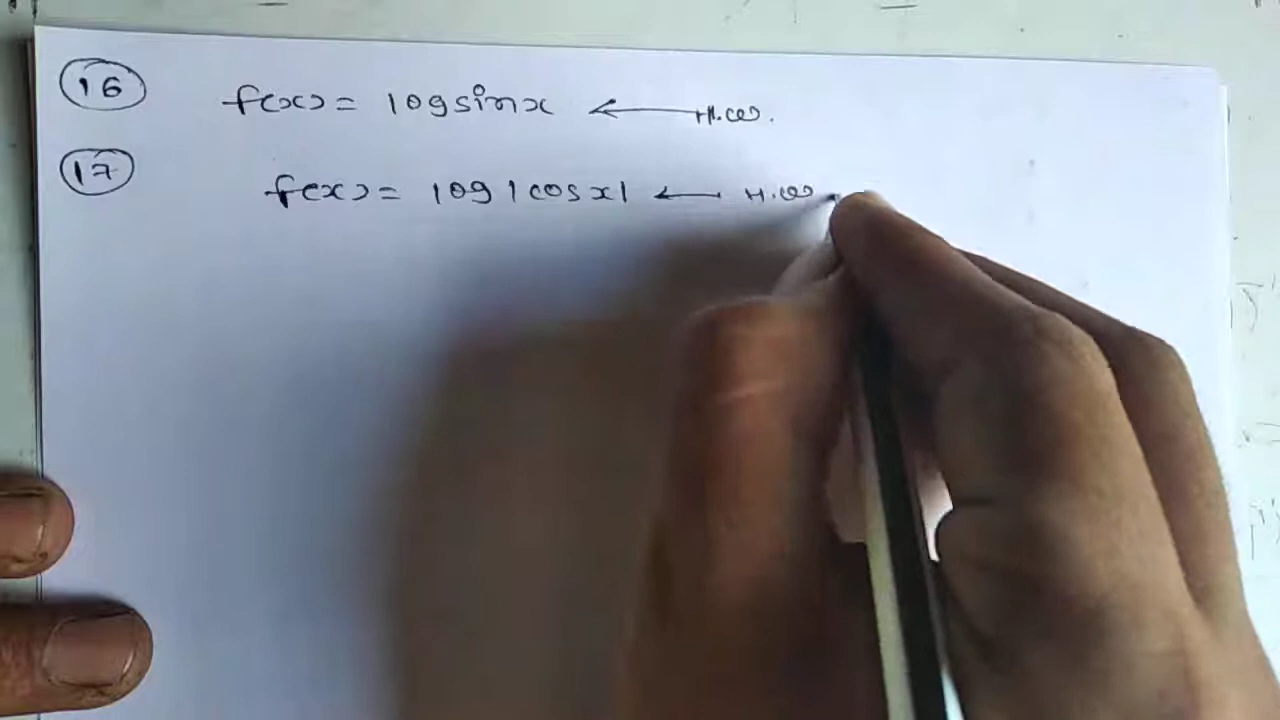 16 f(x) = log sin x ← H.W.
17 f(x) = log |cos x| ← H.W